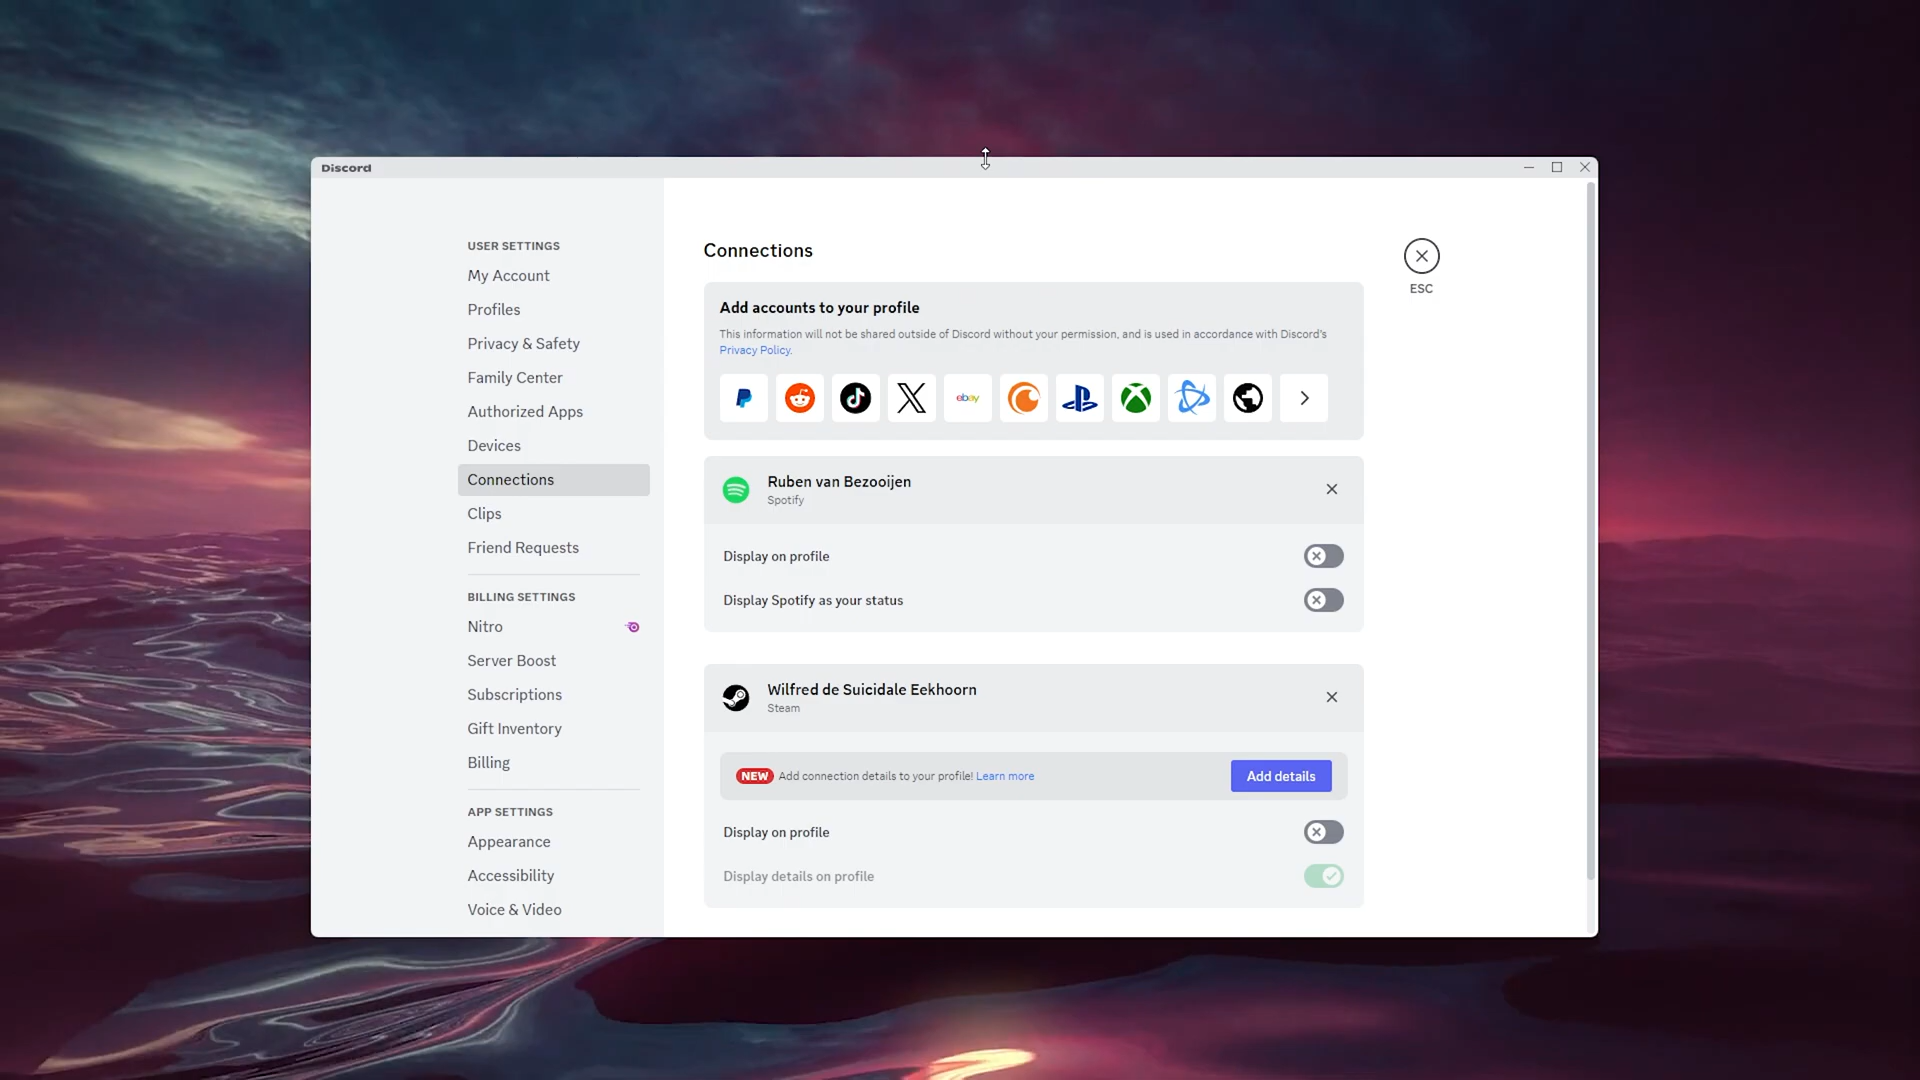 Discord
USER SETTINGS
My Account
Profiles
Privacy & Safety
Family Center
Authorized Apps
Devices
Connections
Clips
Friend Requests
BILLING SETTINGS
Nitro
Server Boost
Subscriptions
Gift Inventory
Billing
APP SETTINGS
Appearance
Accessibility
Voice & Video
Connections
Add accounts to your profile
This information will not be shared outside of Discord without your permission, and is used in accordance with Discord's
Privacy Policy.
ebay
Ruben van Bezooijen
Spotify
Display on profile
Display Spotify as your status
Wilfred de Suicidale Eekhoorn
Steam
NEW Add connection details to your profile! Learn more
Add details
Display on profile
Display details on profile
ESC